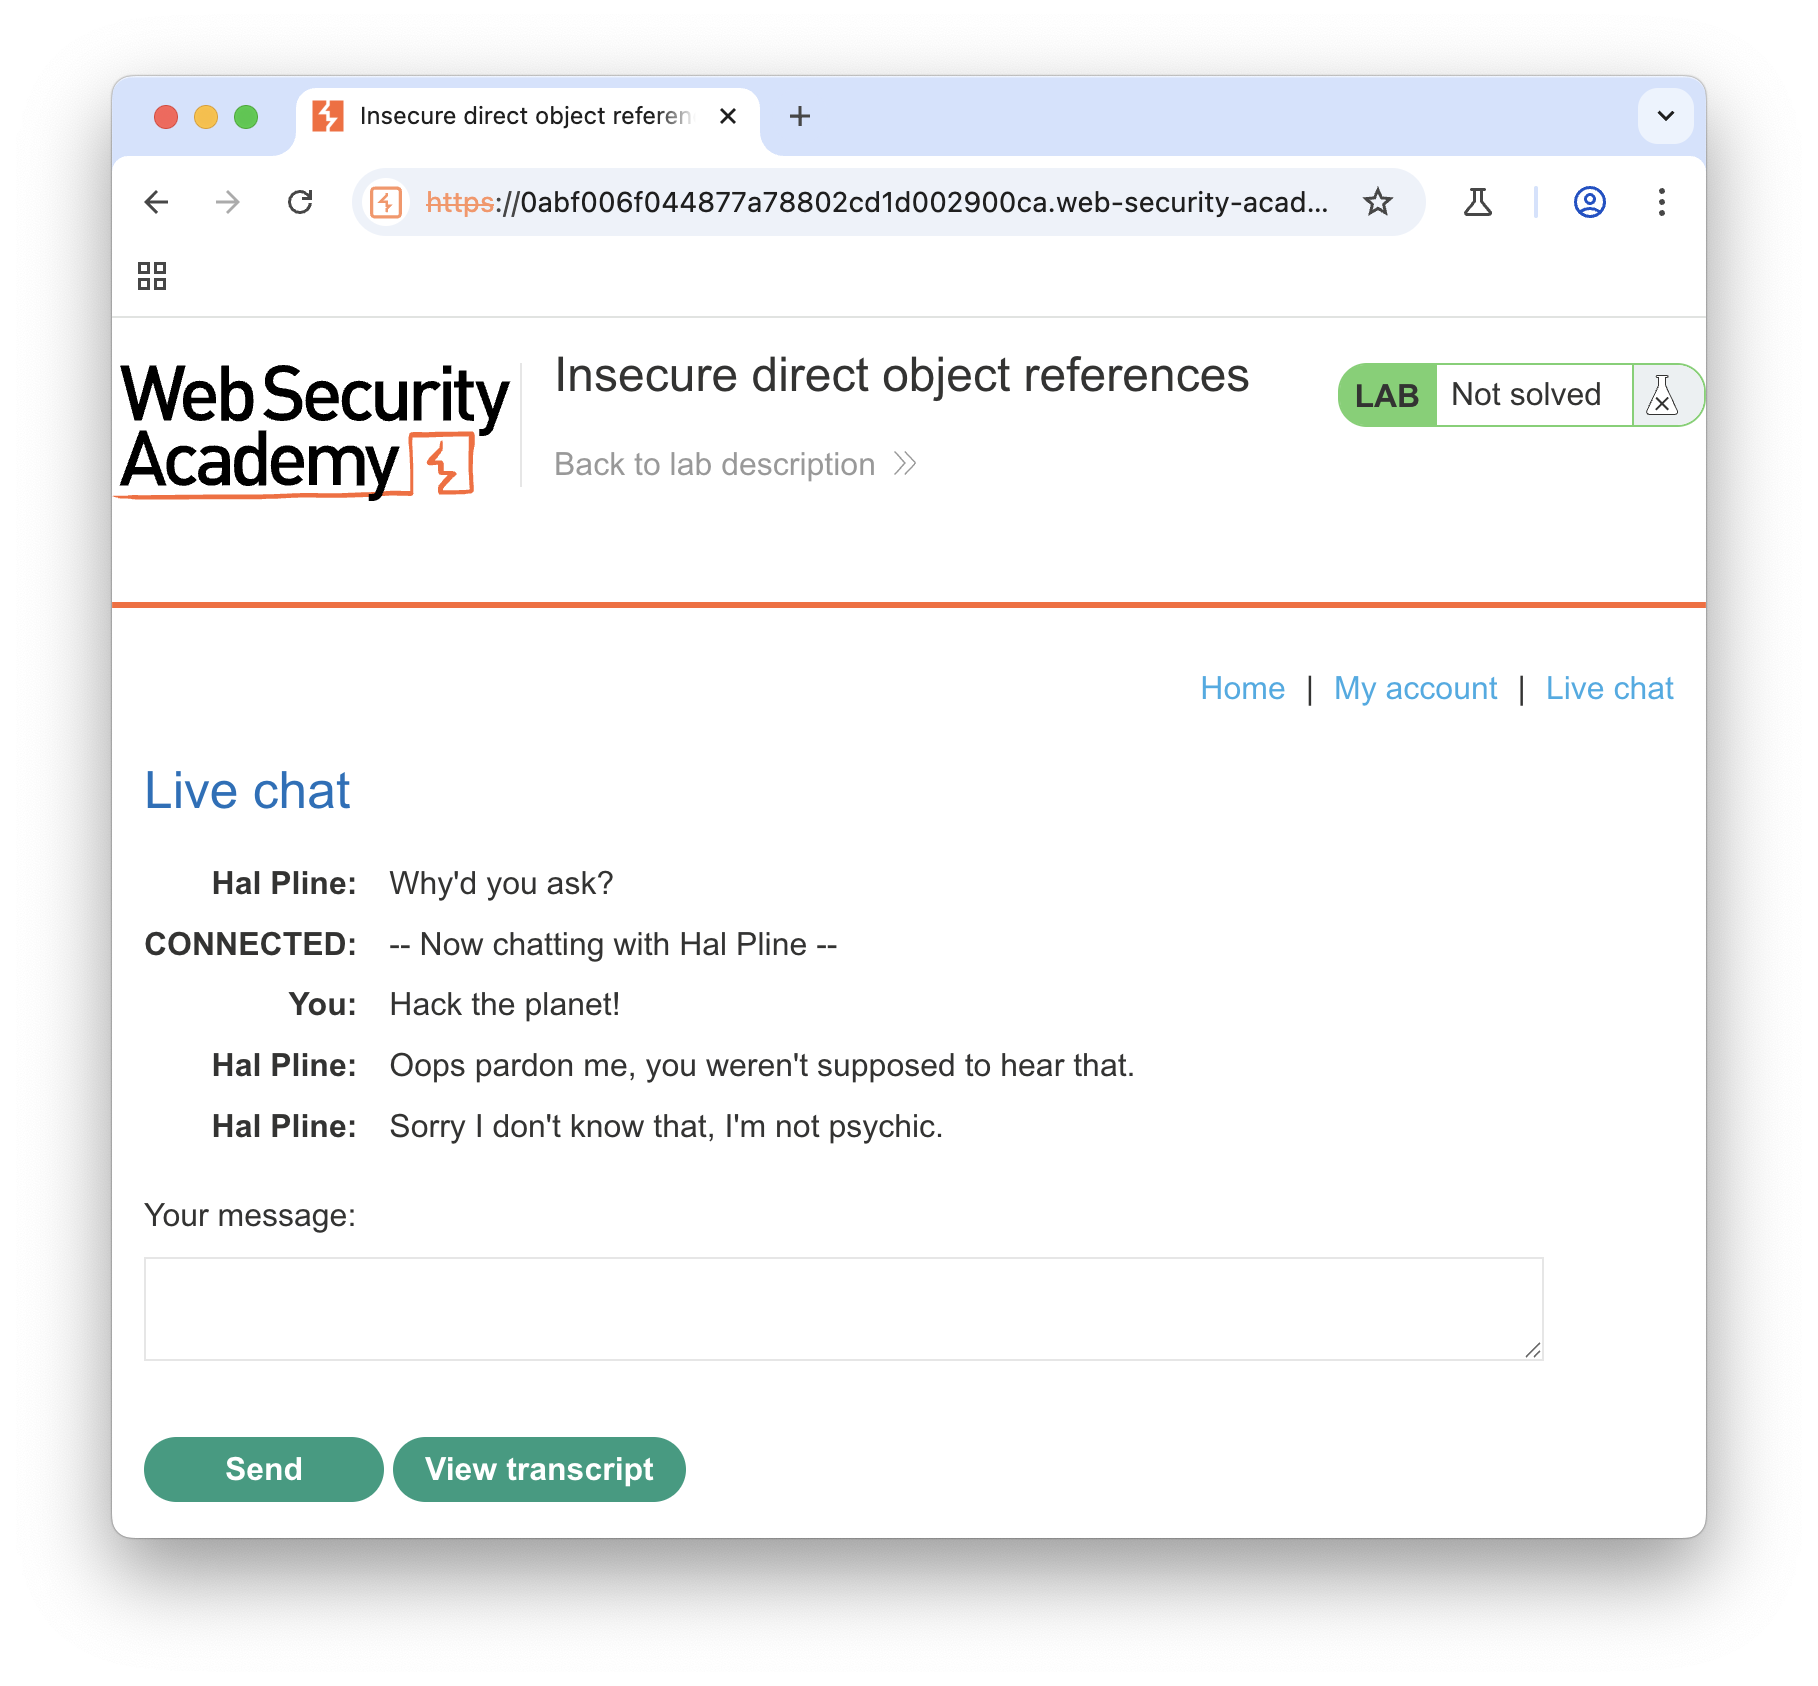 Insecure direct object referen
https://0abf006f044877a78802cd1d002900ca.web-security-acad...
Web Security
Academy
Insecure direct object references
Back to lab description
LAB Not solved
Home | My account | Live chat
Live chat
Hal Pline: Why'd you ask?
CONNECTED: -- Now chatting with Hal Pline --
You: Hack the planet!
Hal Pline: Oops pardon me, you weren't supposed to hear that.
Hal Pline: Sorry I don't know that, I'm not psychic.
Your message:
Send View transcript